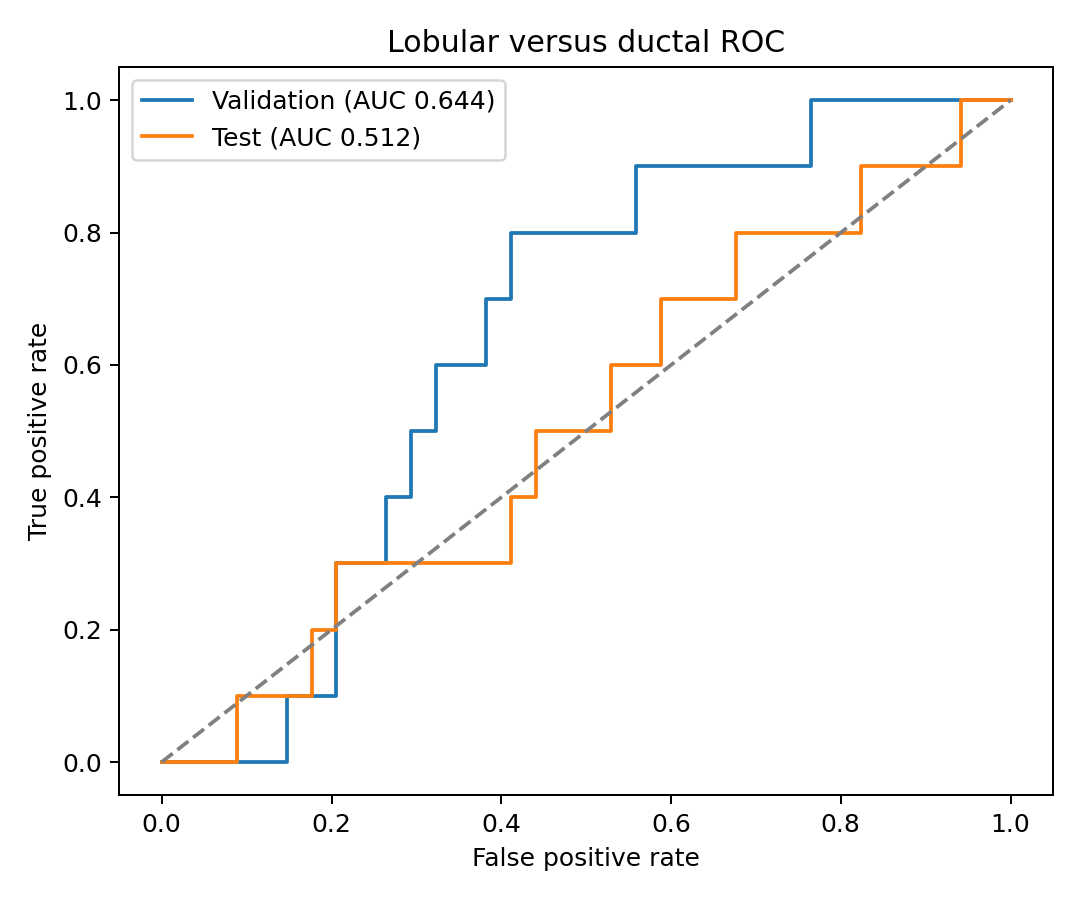 Lobular versus ductal ROC
Validation (AUC 0.644)
Test (AUC 0.512)
1.0
0.8
0.6
0.4
0.2
0.0
True positive rate
0.0 0.2 0.4 0.6 0.8 1.0
False positive rate